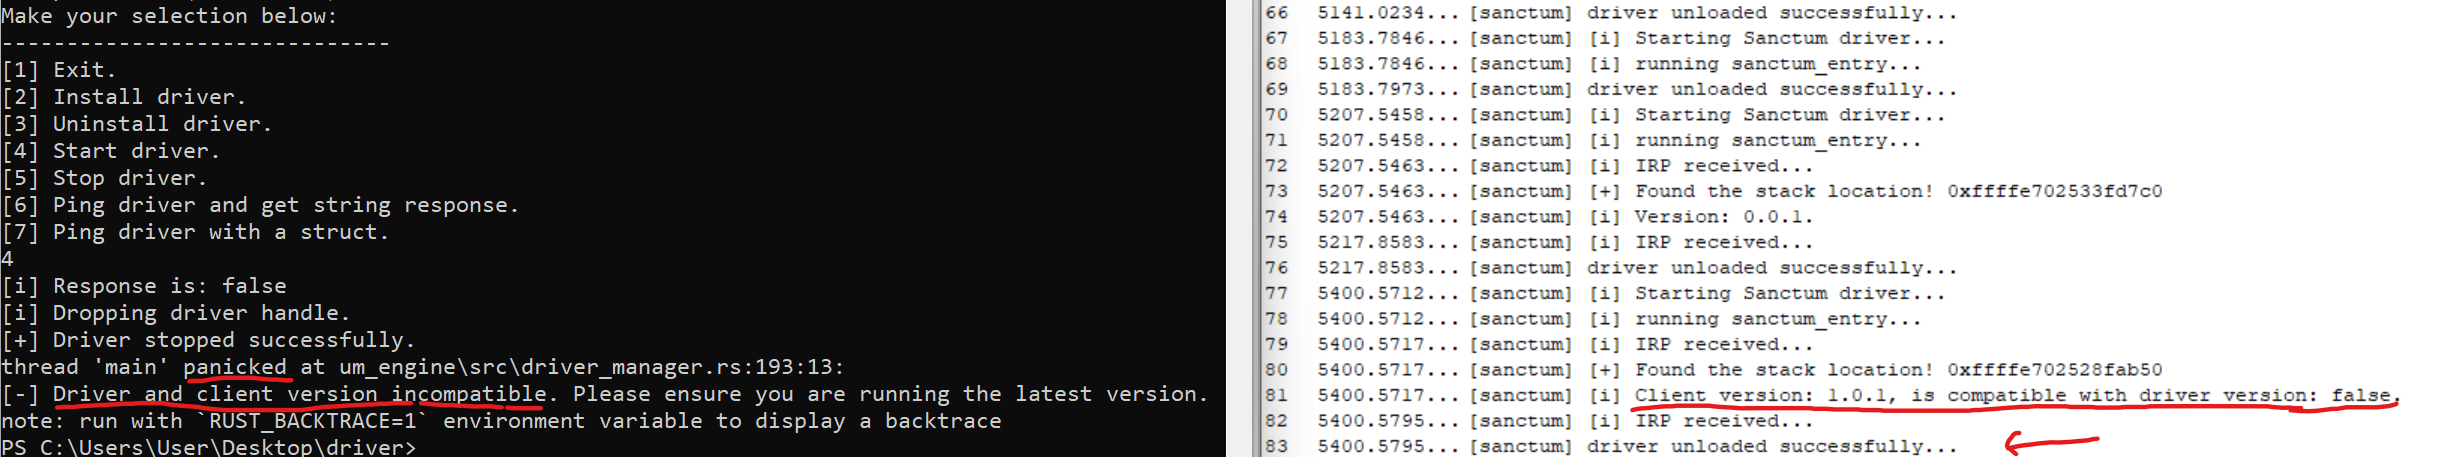 Make your selection below:
------------------------------
[1] Exit.
[2] Install driver.
[3] Uninstall driver.
[4] Start driver.
[5] Stop driver.
[6] Ping driver and get string response.
[7] Ping driver with a struct.
4
[i] Response is: false
[i] Dropping driver handle.
[+] Driver stopped successfully.
thread 'main' panicked at um_engine\src\driver_manager.rs:193:13:
[-] Driver and client version incompatible. Please ensure you are running the latest version.
note: run with `RUST_BACKTRACE=1` environment variable to display a backtrace
PS C:\Users\User\Desktop\driver>
66 5141.0234... [sanctum] driver unloaded successfully...
67 5183.7846... [sanctum] [i] Starting Sanctum driver...
68 5183.7846... [sanctum] [i] running sanctum_entry...
69 5183.7973... [sanctum] driver unloaded successfully...
70 5207.5458... [sanctum] [i] Starting Sanctum driver...
71 5207.5458... [sanctum] [i] running sanctum_entry...
72 5207.5463... [sanctum] [i] IRP received...
73 5207.5463... [sanctum] [+] Found the stack location! 0xffffe702533fd7c0
74 5207.5463... [sanctum] [i] Version: 0.0.1.
75 5217.8583... [sanctum] [i] IRP received...
76 5217.8583... [sanctum] driver unloaded successfully...
77 5400.5712... [sanctum] [i] Starting Sanctum driver...
78 5400.5712... [sanctum] [i] running sanctum_entry...
79 5400.5717... [sanctum] [i] IRP received...
80 5400.5717... [sanctum] [+] Found the stack location! 0xffffe702528fab50
81 5400.5717... [sanctum] [i] Client version: 1.0.1, is compatible with driver version: false.
82 5400.5795... [sanctum] [i] IRP received...
83 5400.5795... [sanctum] driver unloaded successfully...